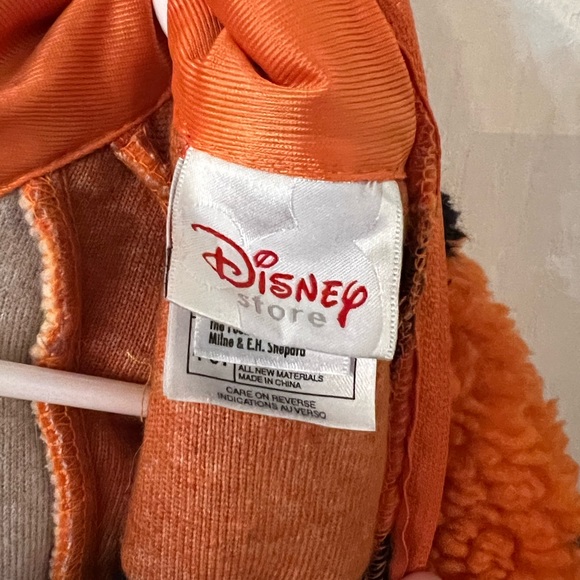 Disney
store
Milne & E.H. Shepard
ALL NEW MATERIALS
MADE IN CHINA
CARE ON REVERSE
INDICATIONS AU VERSO